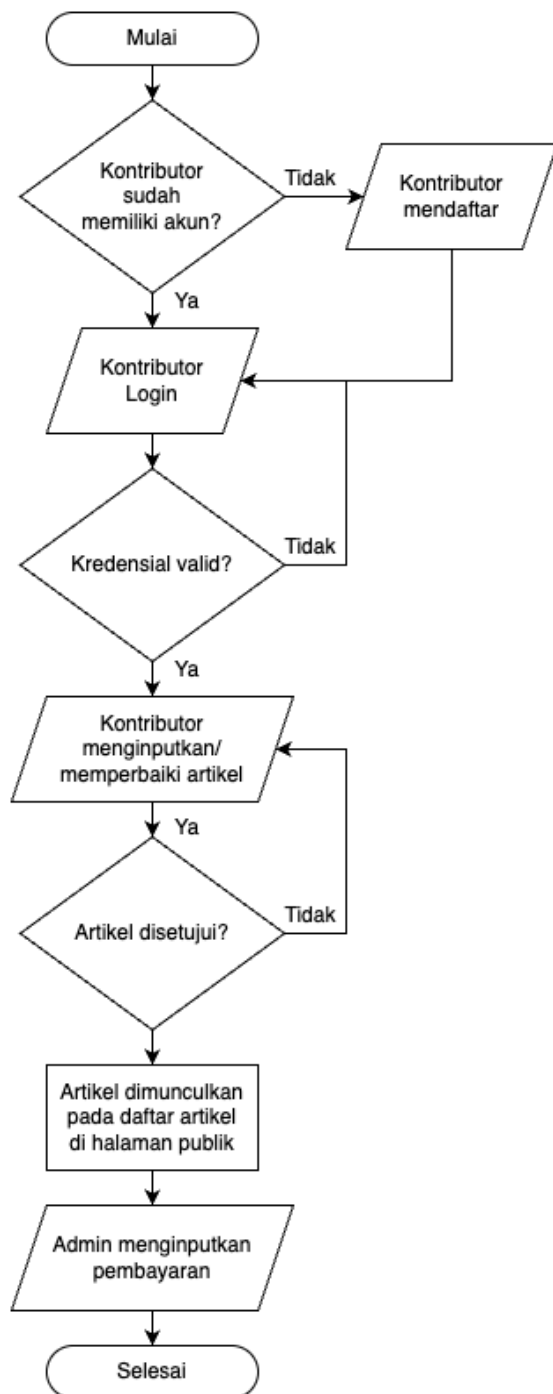 Mulai
Kontributor
sudah
memiliki akun?
Tidak
Kontributor
mendaftar
Ya
Kontributor
Login
Kredensial valid?
Tidak
Ya
Kontributor
menginputkan/
memperbaiki artikel
Ya
Artikel disetujui?
Tidak
Artikel dimunculkan
pada daftar artikel
di halaman publik
Admin menginputkan
pembayaran
Selesai